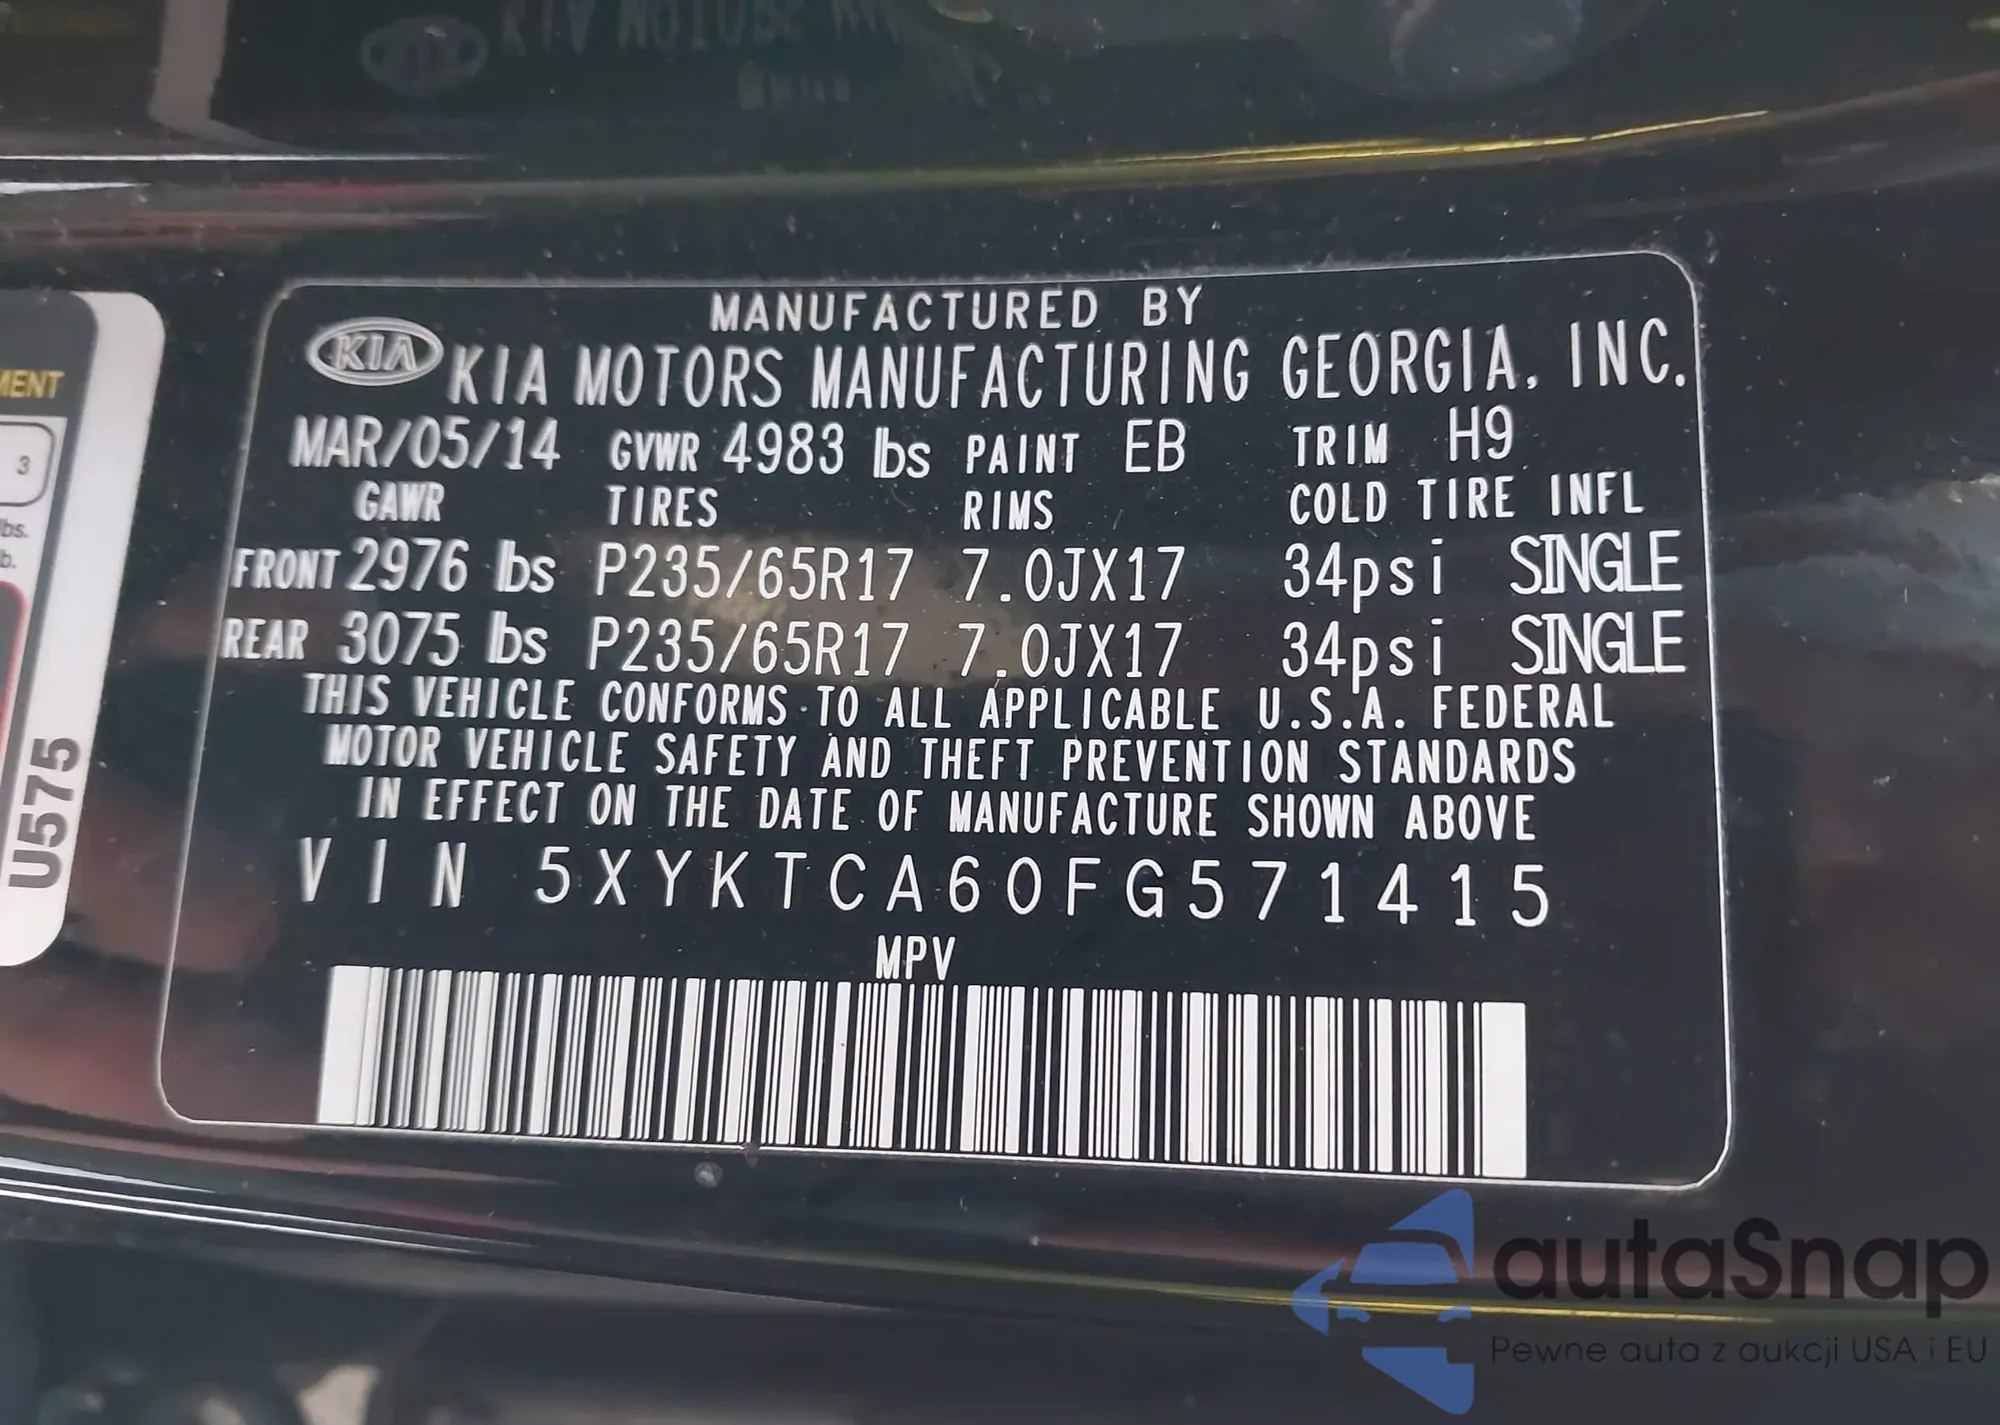 MANUFACTURED BY
KIA KIA MOTORS MANUFACTURING GEORGIA, INC.
MAR/05/14 GVWR 4983 lbs PAINT EB TRIM H9
GAWR TIRES RIMS COLD TIRE INFL
FRONT 2976 lbs P235/65R17 7.0JX17 34psi SINGLE
REAR 3075 lbs P235/65R17 7.0JX17 34psi SINGLE
THIS VEHICLE CONFORMS TO ALL APPLICABLE U.S.A. FEDERAL
MOTOR VEHICLE SAFETY AND THEFT PREVENTION STANDARDS
IN EFFECT ON THE DATE OF MANUFACTURE SHOWN ABOVE
VIN 5XYKTCA60FG571415
MPV
3
lbs.
U575
autaSnap
Pewne auta z aukcji USA i EU